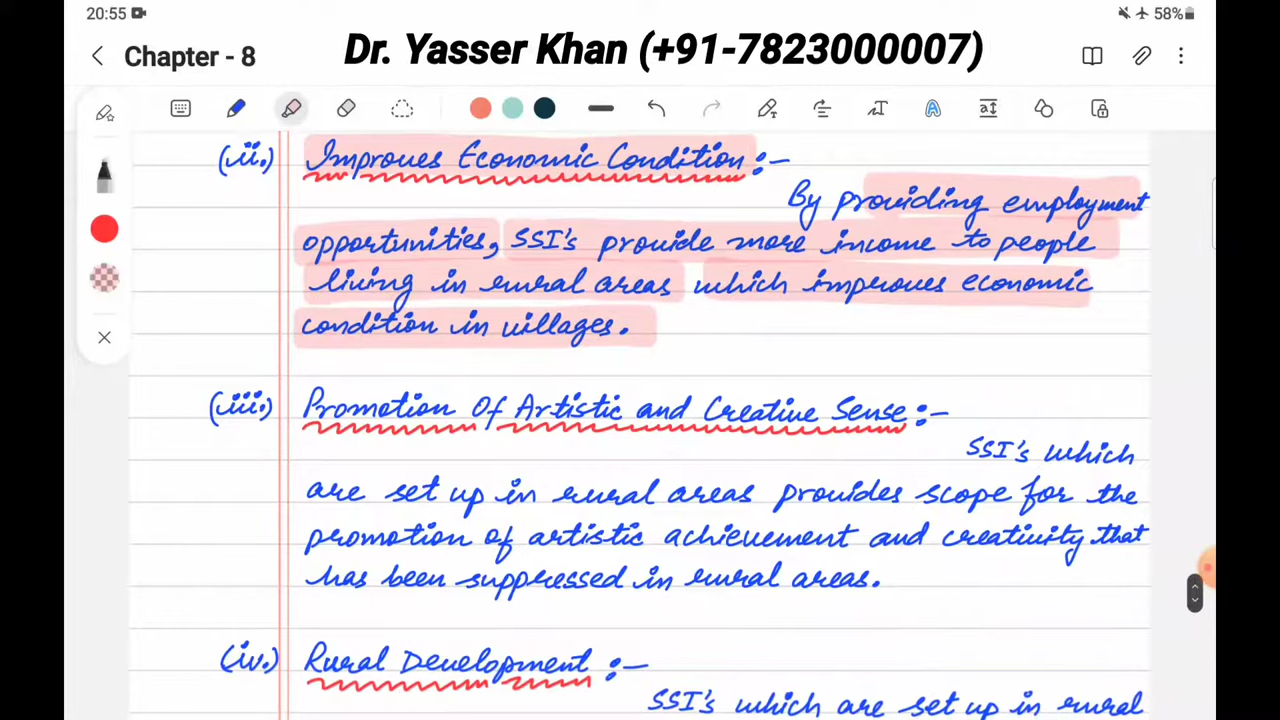 20:55
58%
Chapter - 8
Dr. Yasser Khan (+91-7823000007)
(ii.) Improves Economic Condition :-
By providing employment
opportunities, SSI's provide more income to people
living in rural areas which improves economic
condition in villages.
(iii.) Promotion Of Artistic and Creative Sense :-
SSI's which
are set up in rural areas provides scope for the
promotion of artistic achievement and creativity that
has been suppressed in rural areas.
(iv.) Rural Development :-
SSI's which are set up in rural